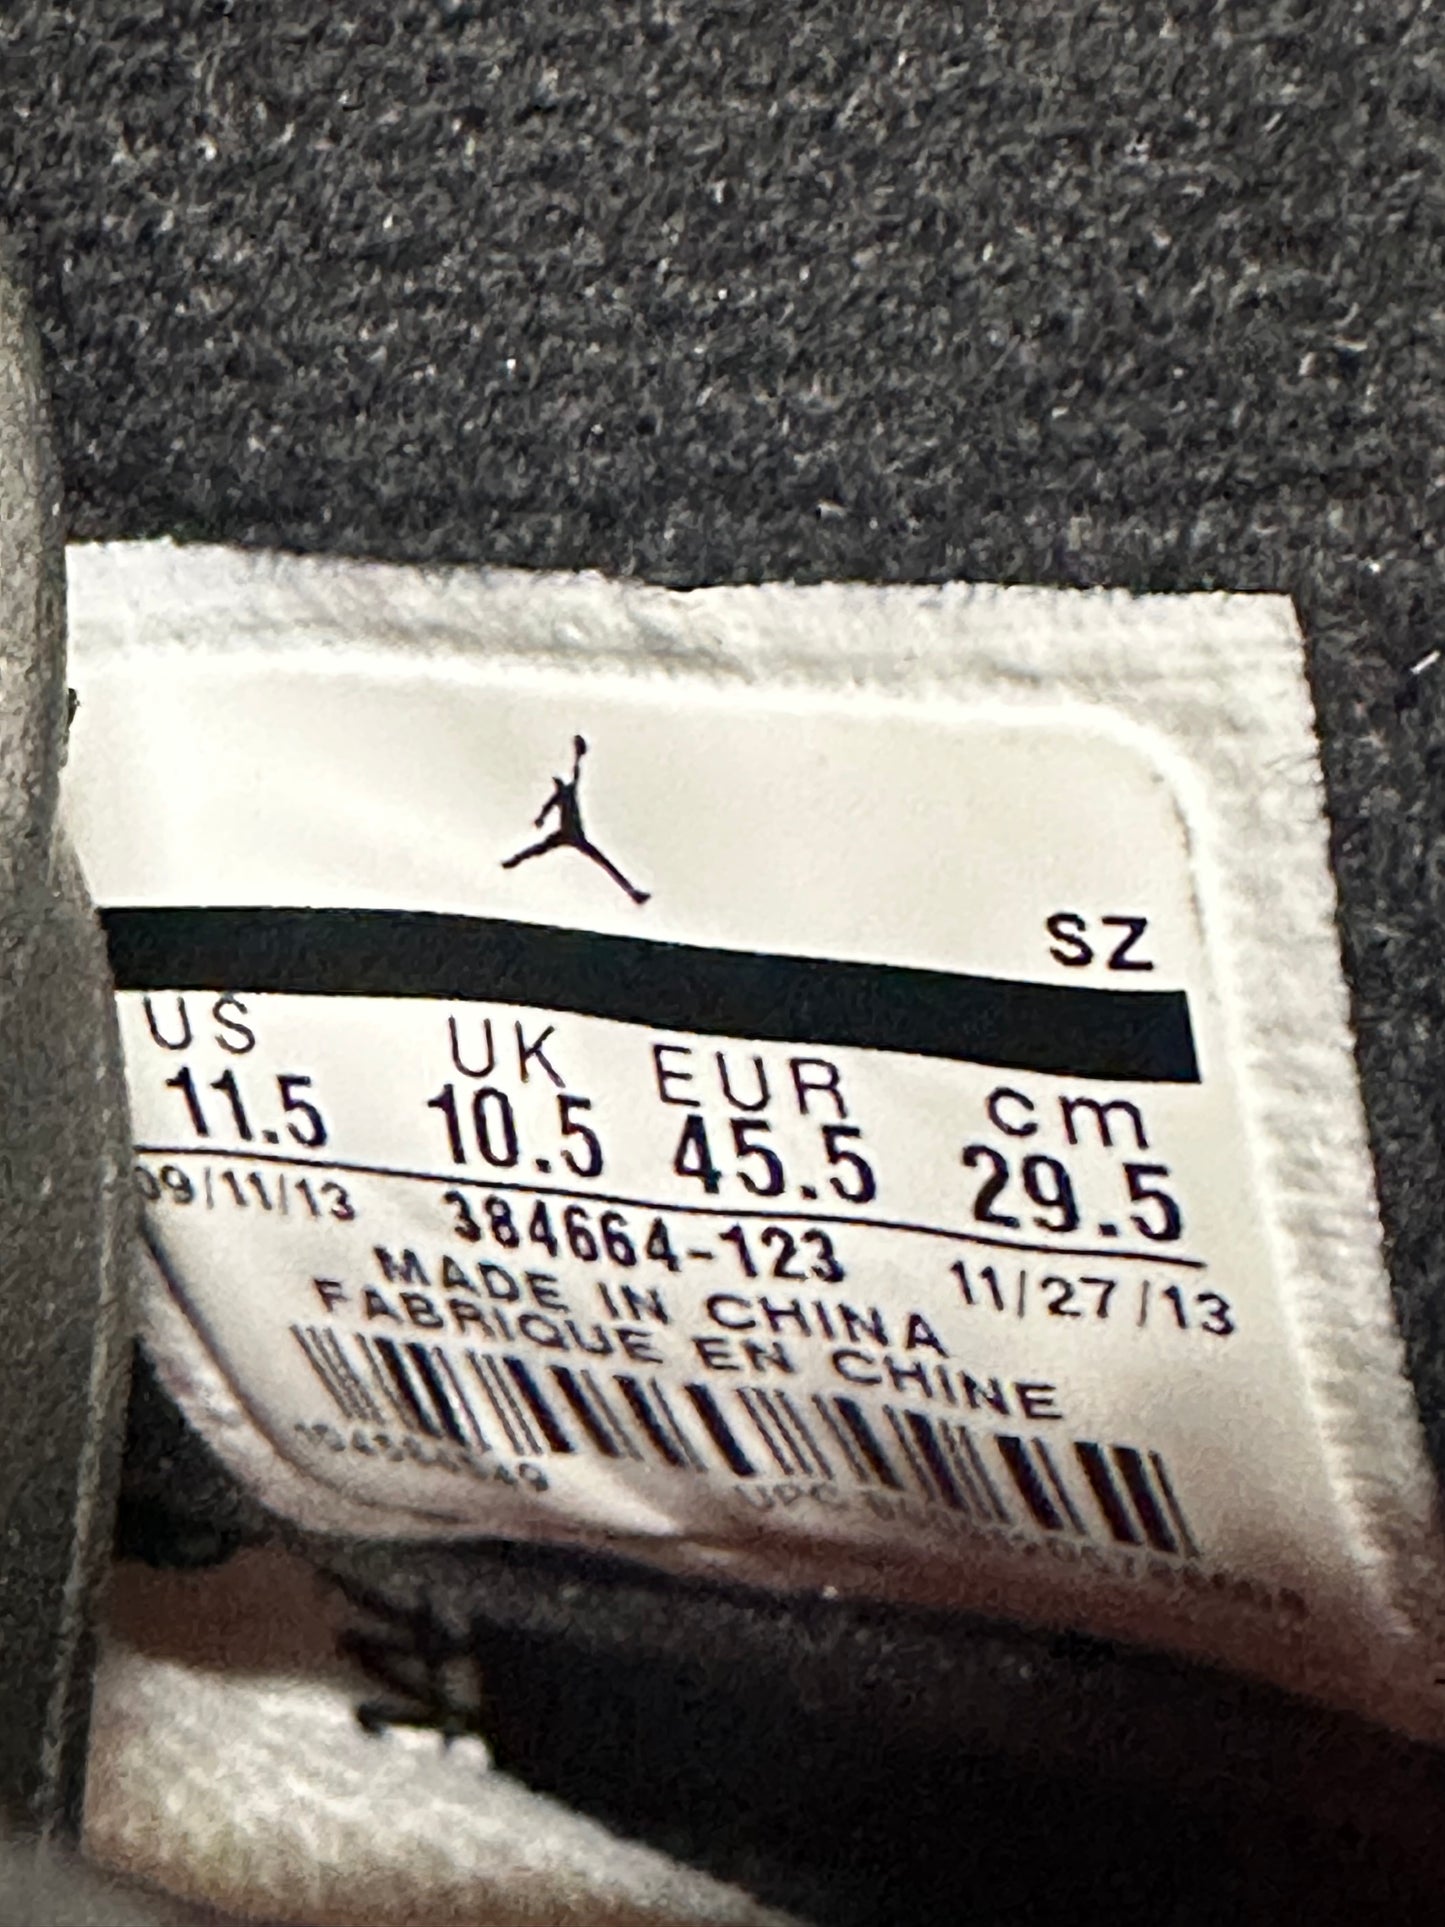 SZ
US UK EUR cm
11.5 10.5 45.5 29.5
09/11/13 384664-123 11/27/13
MADE IN CHINA
FABRIQUE EN CHINE
UPC